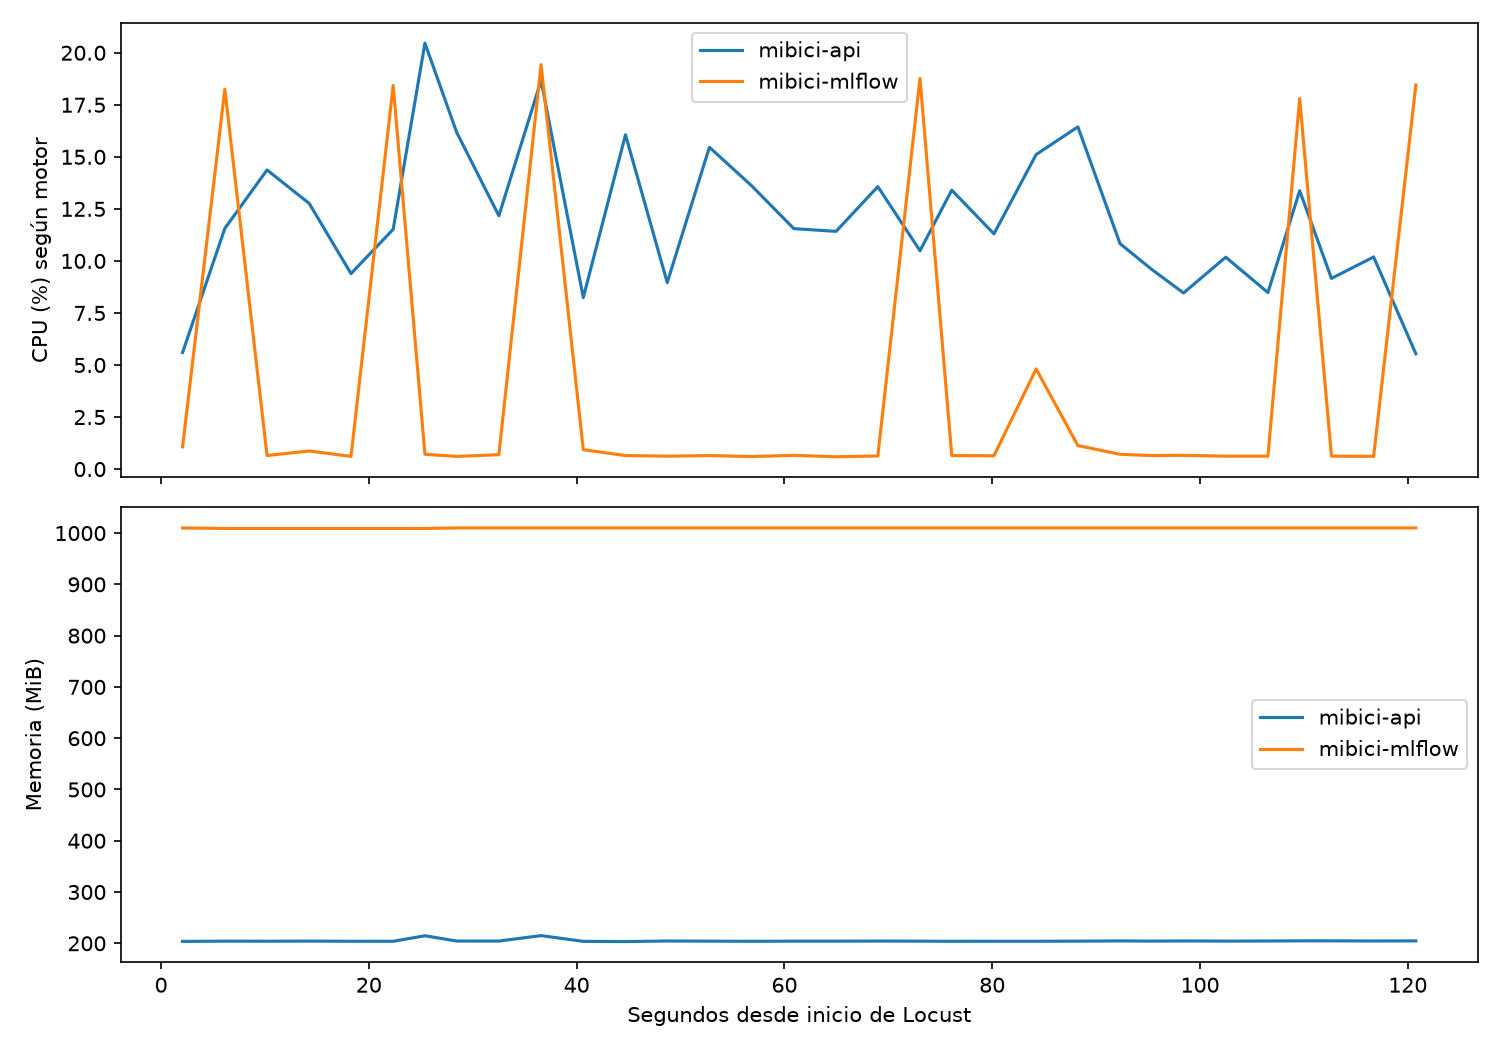 CPU (%) según motor
20.0
17.5
15.0
12.5
10.0
7.5
5.0
2.5
0.0
mibici-api
mibici-mlflow
Memoria (MiB)
1000
900
800
700
600
500
400
300
200
mibici-api
mibici-mlflow
0 20 40 60 80 100 120
Segundos desde inicio de Locust